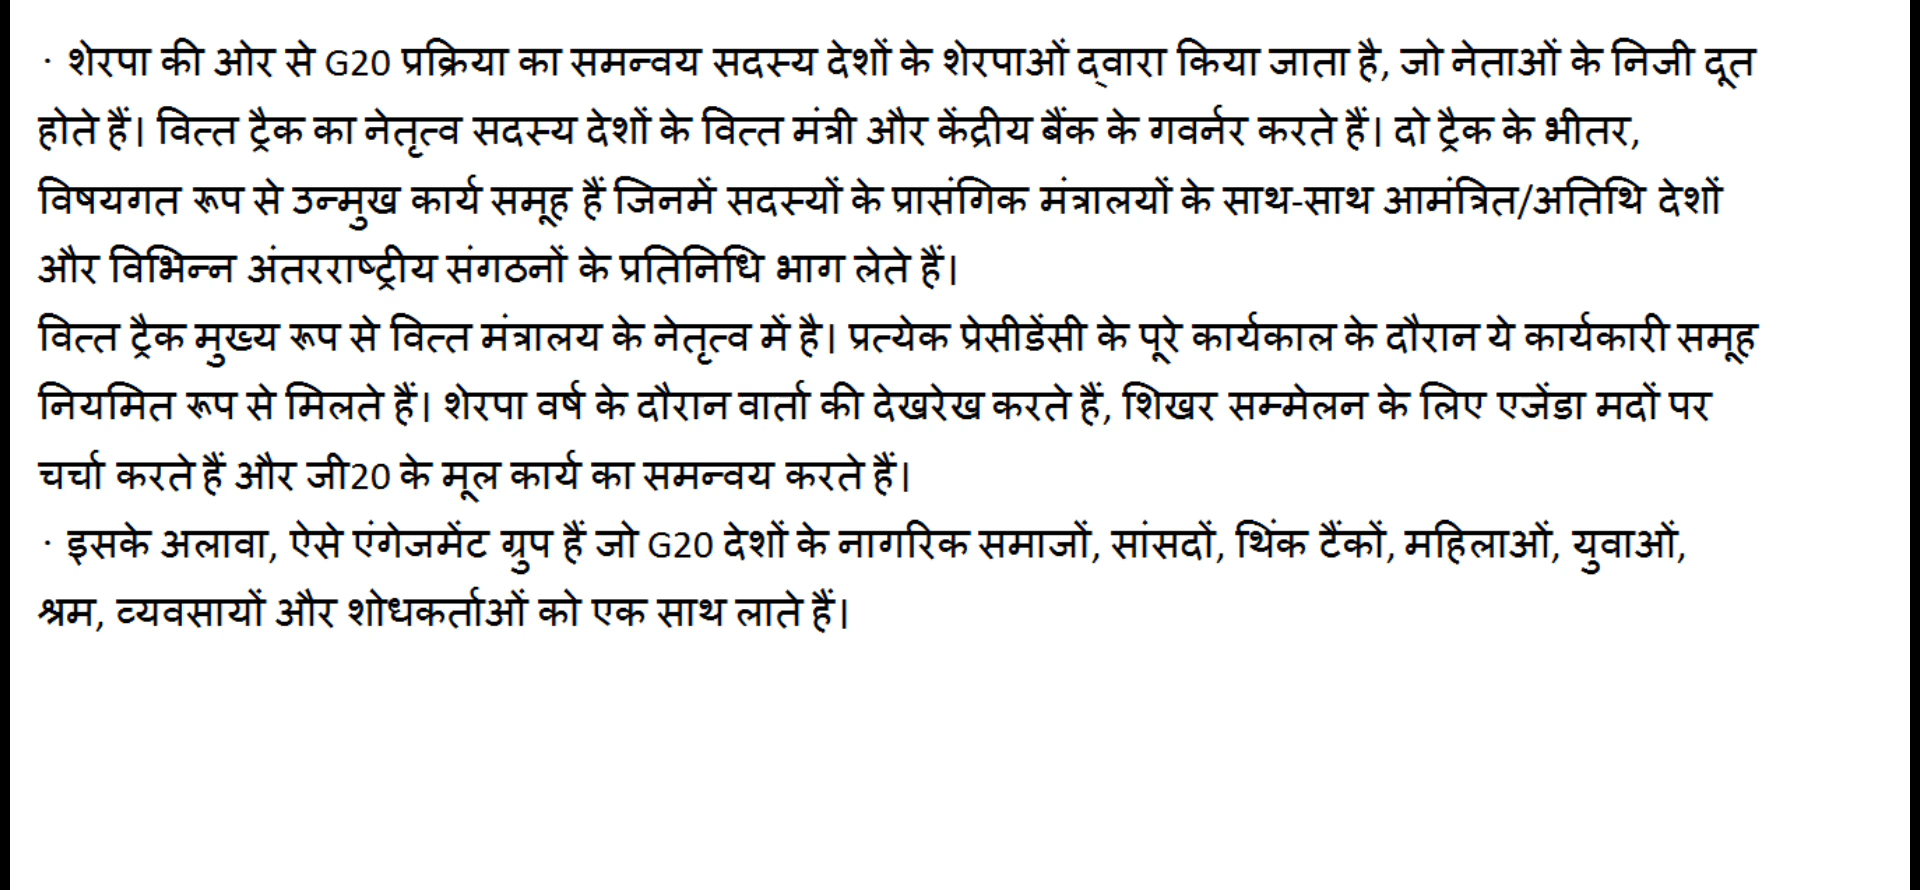 · शेरपा की ओर से G20 प्रक्रिया का समन्वय सदस्य देशों के शेरपाओं द्वारा किया जाता है, जो नेताओं के निजी दूत
होते हैं। वित्त ट्रैक का नेतृत्व सदस्य देशों के वित्त मंत्री और केंद्रीय बैंक के गवर्नर करते हैं। दो ट्रैक के भीतर,
विषयगत रूप से उन्मुख कार्य समूह हैं जिनमें सदस्यों के प्रासंगिक मंत्रालयों के साथ-साथ आमंत्रित/अतिथि देशों
और विभिन्न अंतरराष्ट्रीय संगठनों के प्रतिनिधि भाग लेते हैं।
वित्त ट्रैक मुख्य रूप से वित्त मंत्रालय के नेतृत्व में है। प्रत्येक प्रेसीडेंसी के पूरे कार्यकाल के दौरान ये कार्यकारी समूह
नियमित रूप से मिलते हैं। शेरपा वर्ष के दौरान वार्ता की देखरेख करते हैं, शिखर सम्मेलन के लिए एजेंडा मदों पर
चर्चा करते हैं और जी20 के मूल कार्य का समन्वय करते हैं।
· इसके अलावा, ऐसे एंगेजमेंट ग्रुप हैं जो G20 देशों के नागरिक समाजों, सांसदों, थिंक टैंकों, महिलाओं, युवाओं,
श्रम, व्यवसायों और शोधकर्ताओं को एक साथ लाते हैं।